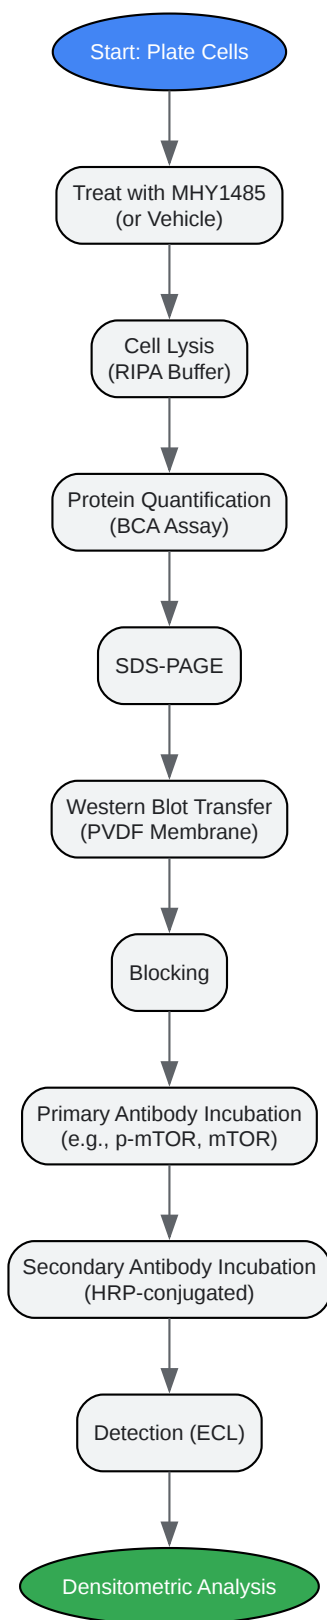 Start: Plate Cells
Treat with MHY1485
(or Vehicle)
Cell Lysis
(RIPA Buffer)
Protein Quantification
(BCA Assay)
SDS-PAGE
Western Blot Transfer
(PVDF Membrane)
Blocking
Primary Antibody Incubation
(e.g., p-mTOR, mTOR)
Secondary Antibody Incubation
(HRP-conjugated)
Detection (ECL)
Densitometric Analysis